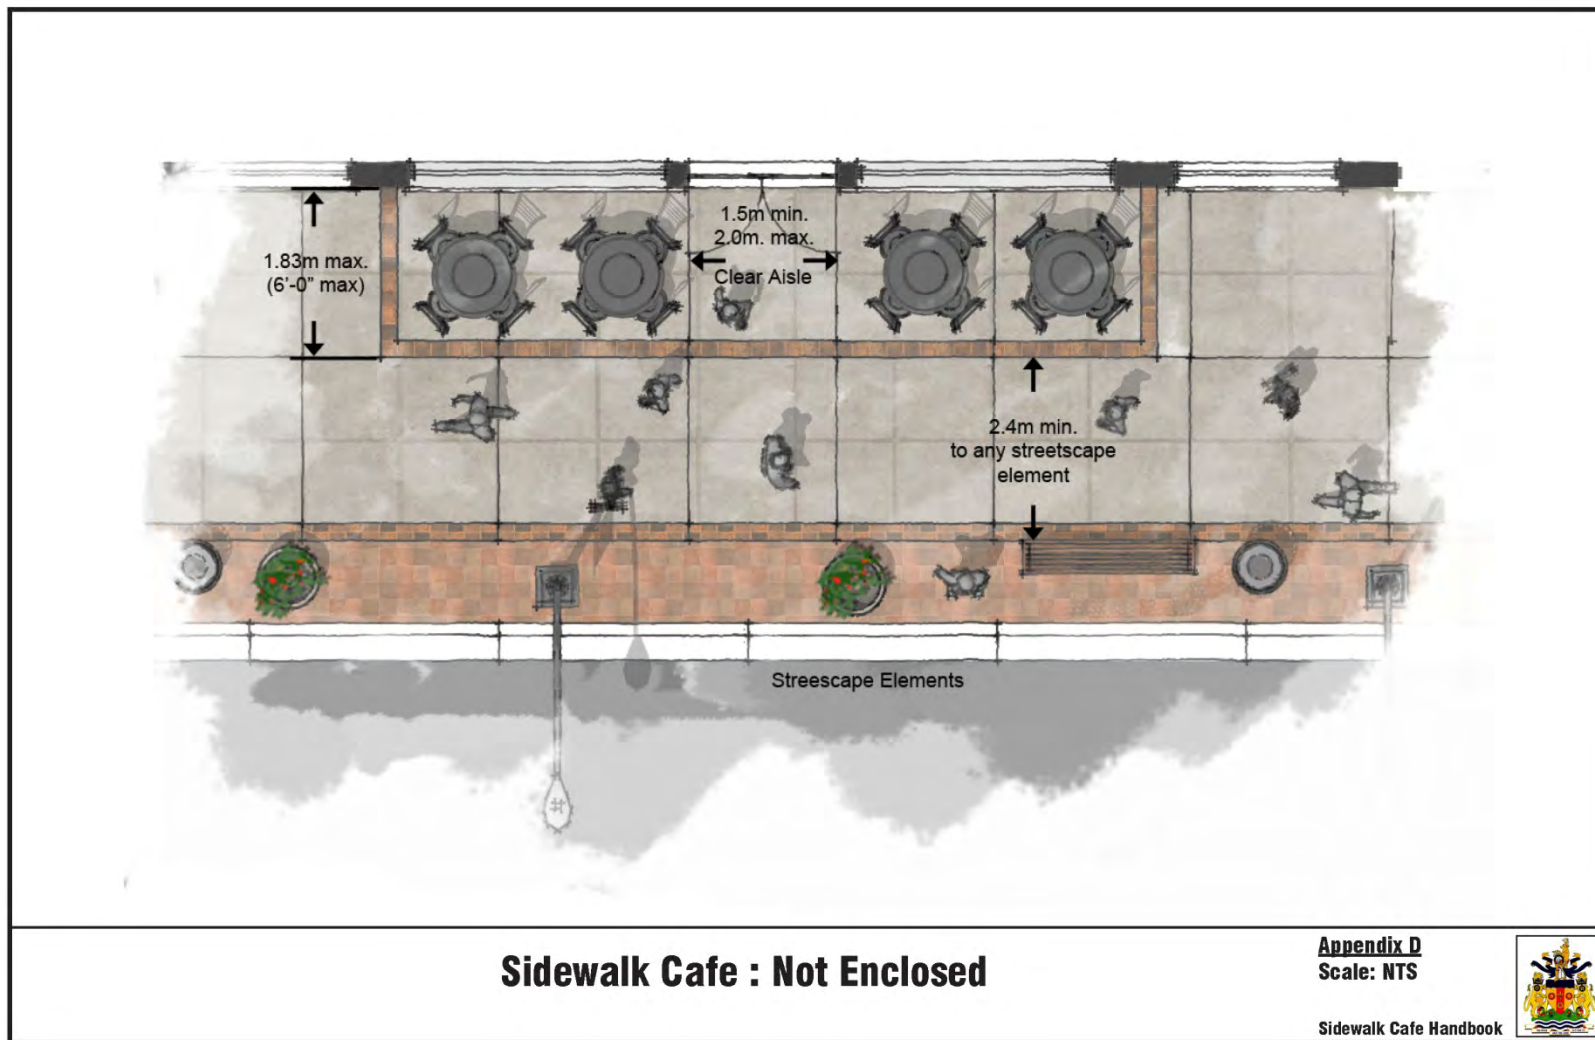 1.83m max.
(6'-0" max)
1.5m min.
2.0m. max.
Clear Aisle
2.4m min.
to any streetscape
element
Streescape Elements
Sidewalk Cafe : Not Enclosed
Appendix D
Scale: NTS
Sidewalk Cafe Handbook